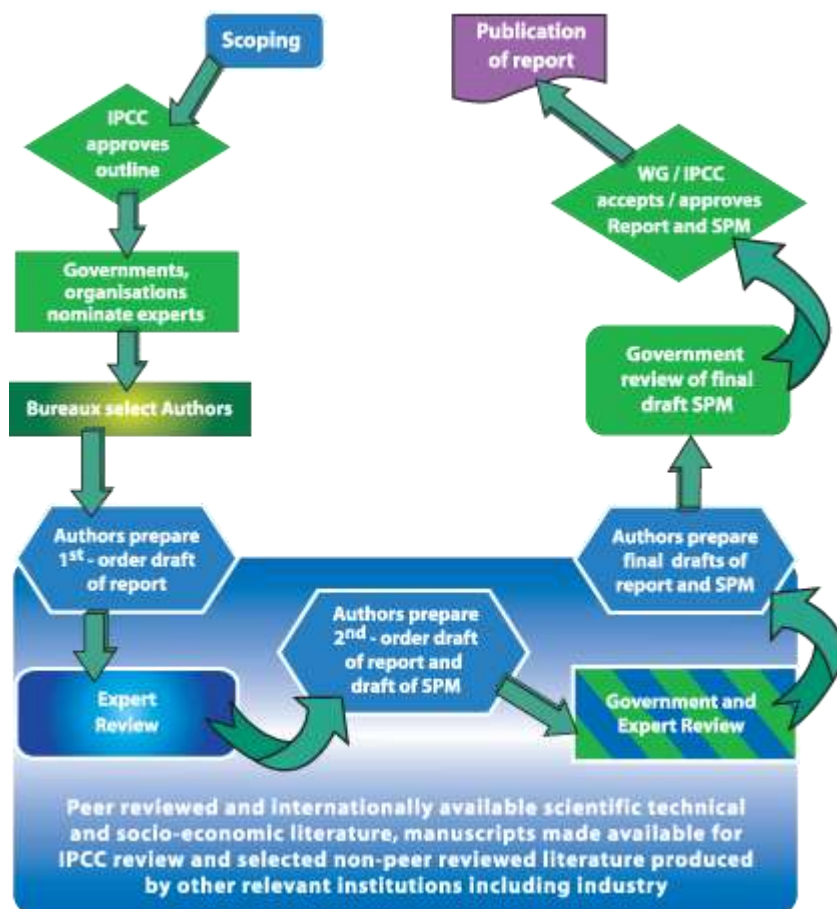 Scoping
IPCC
approves
outline
Governments,
organisations
nominate experts
Bureaux select Authors
Authors prepare
1st - order draft
of report
Expert
Review
Authors prepare
2nd - order draft
of report and
draft of SPM
Government and
Expert Review
Authors prepare
final drafts of
report and SPM
Government
review of final
draft SPM
WG / IPCC
accepts / approves
Report and SPM
Publication
of report
Peer reviewed and internationally available scientific technical
and socio-economic literature, manuscripts made available for
IPCC review and selected non-peer reviewed literature produced
by other relevant institutions including industry